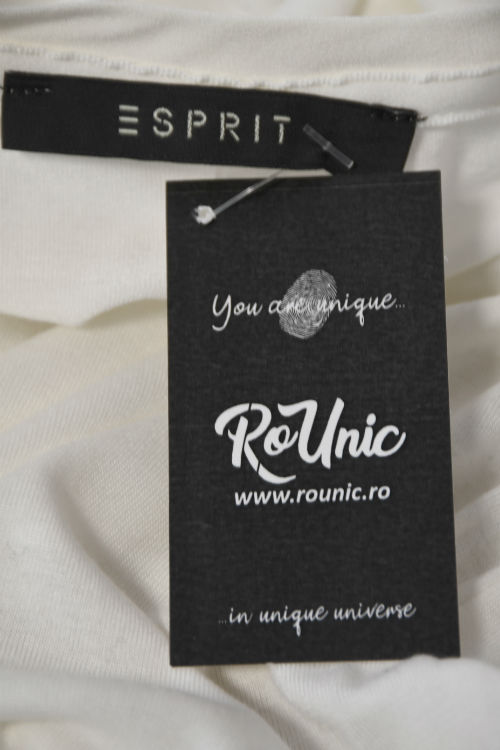 ESPRIT
You are unique...
RoUnic
www.rounic.ro
...in unique universe